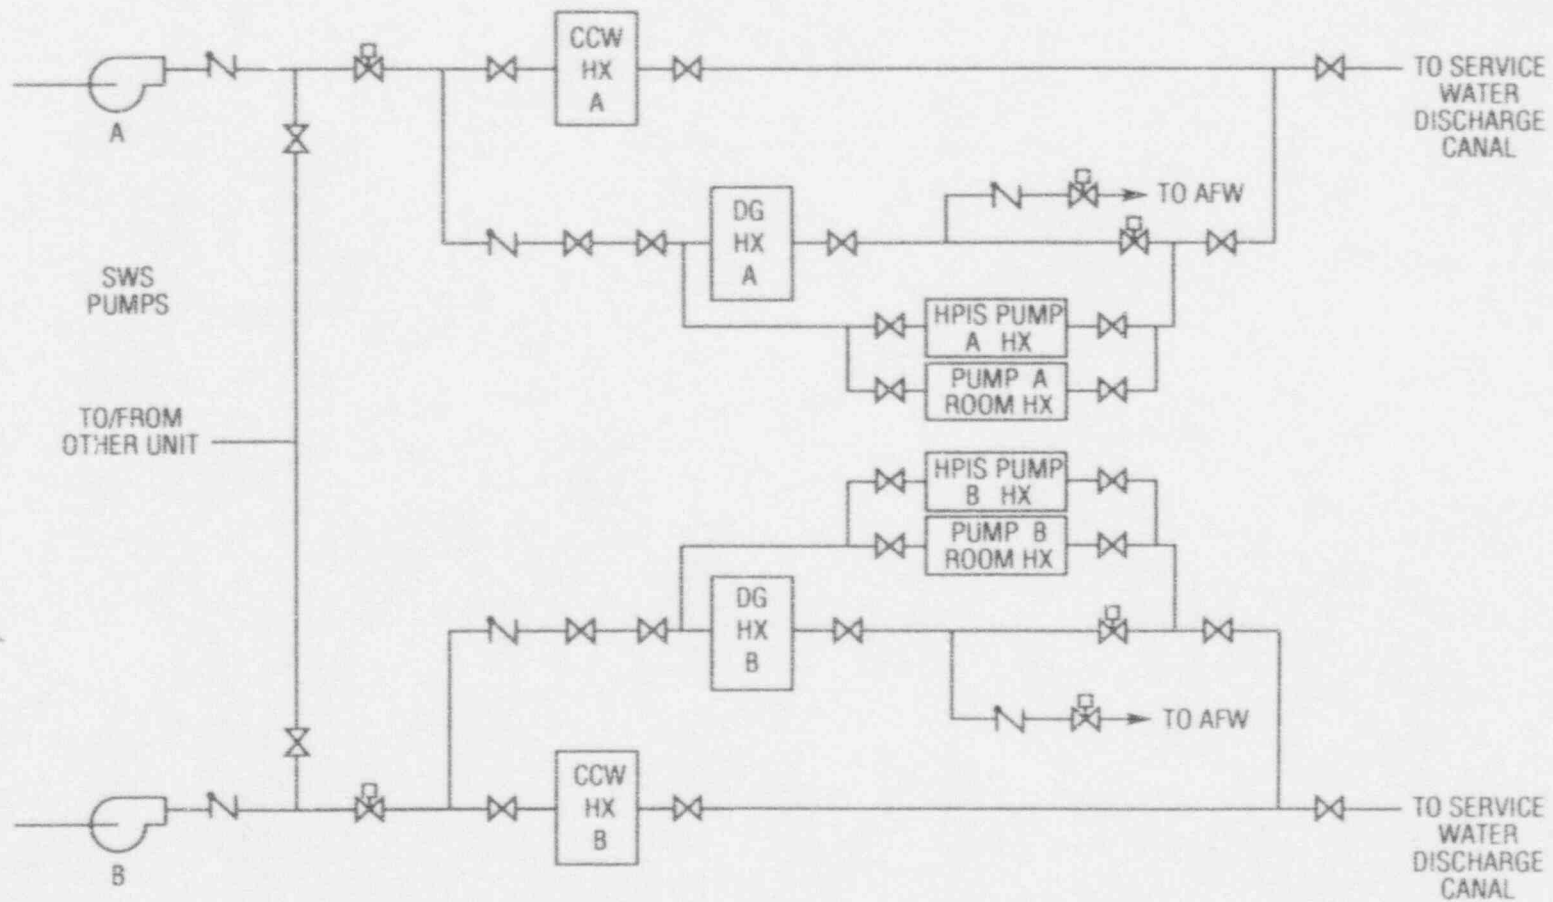 CCW
HX
A
TO SERVICE
WATER
DISCHARGE
CANAL
A
TO AFW
DG
HX
A
SWS
PUMPS
HPIS PUMP
A HX
PUMP A
ROOM HX
TO/FROM
OTHER UNIT
HPIS PUMP
B HX
PUMP B
ROOM HX
DG
HX
B
TO AFW
CCW
HX
B
TO SERVICE
WATER
DISCHARGE
CANAL
B